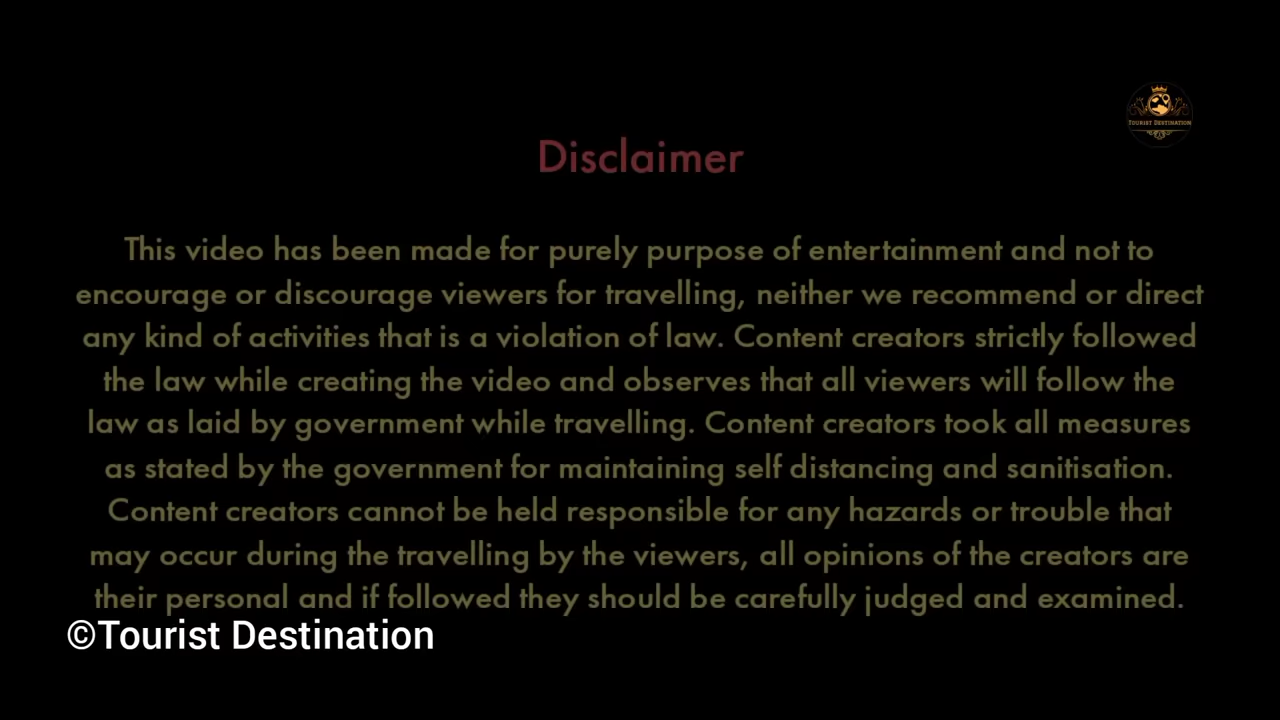 TOURIST DESTINATION
Disclaimer
This video has been made for purely purpose of entertainment and not to
encourage or discourage viewers for travelling, neither we recommend or direct
any kind of activities that is a violation of law. Content creators strictly followed
the law while creating the video and observes that all viewers will follow the
law as laid by government while travelling. Content creators took all measures
as stated by the government for maintaining self distancing and sanitisation.
Content creators cannot be held responsible for any hazards or trouble that
may occur during the travelling by the viewers, all opinions of the creators are
their personal and if followed they should be carefully judged and examined.
©Tourist Destination